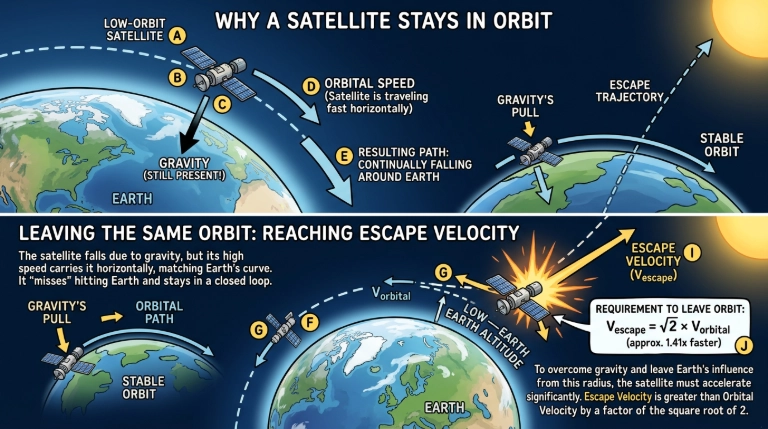 WHY A SATELLITE STAYS IN ORBIT
LOW-ORBIT
SATELLITE
A
B
C
GRAVITY
(STILL PRESENT!)
EARTH
D
ORBITAL SPEED
(Satellite is traveling
fast horizontally)
E
RESULTING PATH:
CONTINUALLY FALLING
AROUND EARTH
GRAVITY'S
PULL
ESCAPE
TRAJECTORY
STABLE
ORBIT
LEAVING THE SAME ORBIT: REACHING ESCAPE VELOCITY
The satellite falls due to gravity, but its high
speed carries it horizontally, matching Earth's curve.
It "misses" hitting Earth and stays in a closed loop.
GRAVITY'S
PULL
ORBITAL
PATH
STABLE
ORBIT
G
F
Vorbital
G
LOW—EARTH
EARTH ALTITUDE
EARTH
ESCAPE
VELOCITY
(Vescape)
I
REQUIREMENT TO LEAVE ORBIT:
Vescape = √2 × Vorbital
(approx. 1.41x faster)
J
To overcome gravity and leave Earth's influence
from this radius, the satellite must accelerate
significantly. Escape Velocity is greater than Orbital
Velocity by a factor of the square root of 2.